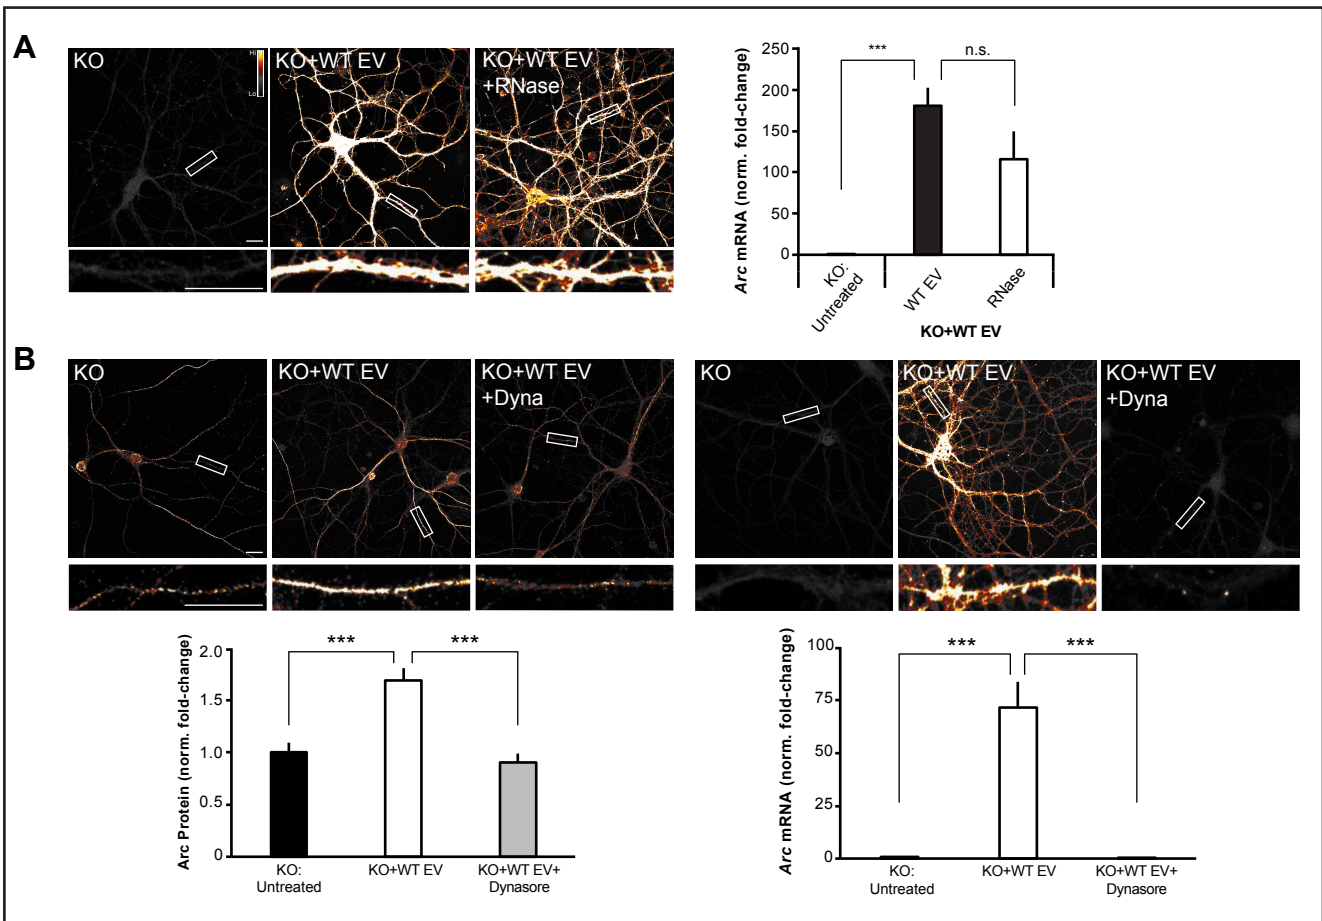 A
KO
Hi
Lo
KO+WT EV
KO+WT EV
+RNase
Arc mRNA (norm. fold-change)
250
200
150
100
50
0
***
n.s.
KO:
Untreated
WT EV
RNase
KO+WT EV
B
KO
KO+WT EV
KO+WT EV
+Dyna
KO
KO+WT EV
KO+WT EV
+Dyna
Arc Protein (norm. fold-change)
2.0
1.5
1.0
0.5
0
***
***
KO:
Untreated
KO+WT EV
KO+WT EV+
Dynasore
Arc mRNA (norm. fold-change)
100
75
50
25
0
***
***
KO:
Untreated
KO+WT EV
KO+WT EV+
Dynasore